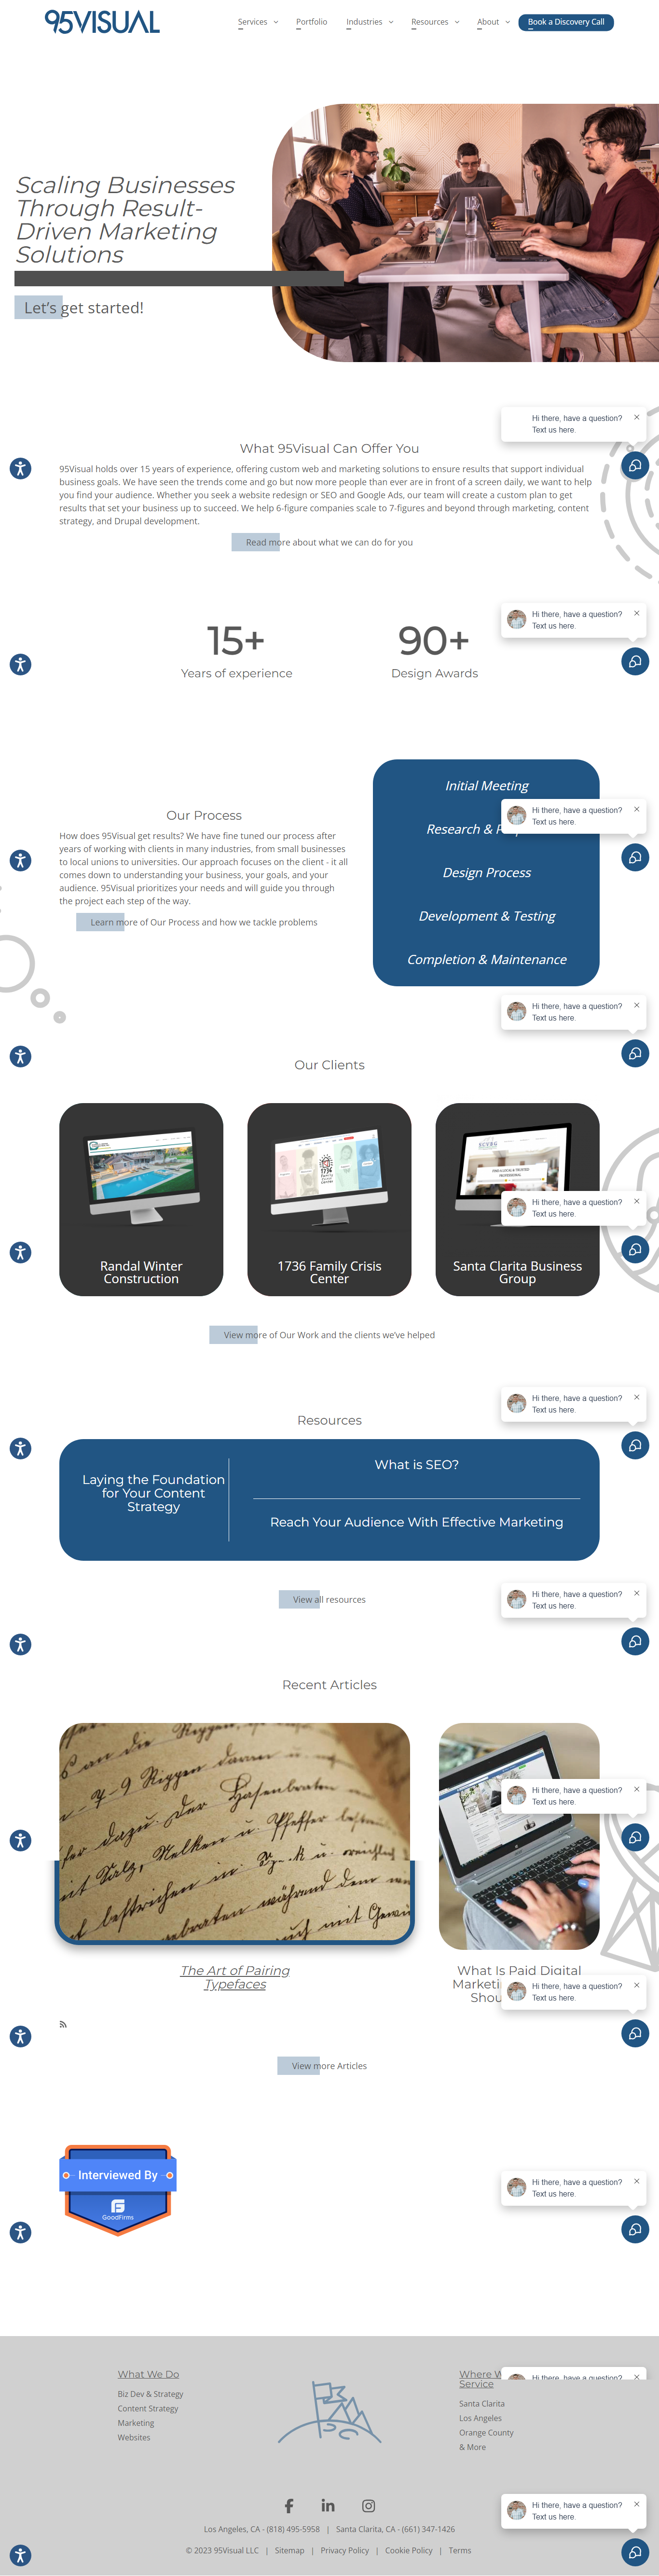 95VISUAL
Services
Portfolio
Industries
Resources
About
Book a Discovery Call
Scaling Businesses
Through Result-
Driven Marketing
Solutions
Let's get started!
Hi there, have a question?
Text us here.
What 95Visual Can Offer You
95Visual holds over 15 years of experience, offering custom web and marketing solutions to ensure results that support individual
business goals. We have seen the trends come and go but now more people than ever are in front of a screen daily, we want to help
you find your audience. Whether you seek a website redesign or SEO and Google Ads, our team will create a custom plan to get
results that set your business up to succeed. We help 6-figure companies scale to 7-figures and beyond through marketing, content
strategy, and Drupal development.
Read more about what we can do for you
Hi there, have a question?
Text us here.
15+
Years of experience
90+
Design Awards
Our Process
How does 95Visual get results? We have fine tuned our process after
years of working with clients in many industries, from small businesses
to local unions to universities. Our approach focuses on the client - it all
comes down to understanding your business, your goals, and your
audience. 95Visual prioritizes your needs and will guide you through
the project each step of the way.
Learn more of Our Process and how we tackle problems
Initial Meeting
Hi there, have a question?
Text us here.
Research &
Design Process
Development & Testing
Completion & Maintenance
Hi there, have a question?
Text us here.
Our Clients
Randal Winter
Construction
1736 Family Crisis
Center
Hi there, have a question?
Text us here.
Santa Clarita Business
Group
View more of Our Work and the clients we've helped
Hi there, have a question?
Text us here.
Resources
Laying the Foundation
for Your Content
Strategy
What is SEO?
Reach Your Audience With Effective Marketing
View all resources
Hi there, have a question?
Text us here.
Recent Articles
Hi there, have a question?
Text us here.
The Art of Pairing
Typefaces
What Is Paid Digital
Hi there, have a question?
Text us here.
View more Articles
Interviewed By
GoodFirms
Hi there, have a question?
Text us here.
What We Do
Biz Dev & Strategy
Content Strategy
Marketing
Websites
Where
Service
Hi there, have a question?
Santa Clarita
Los Angeles
Orange County
& More
Hi there, have a question?
Text us here.
Los Angeles, CA - (818) 495-5958 | Santa Clarita, CA - (661) 347-1426
© 2023 95Visual LLC | Sitemap | Privacy Policy | Cookie Policy | Terms